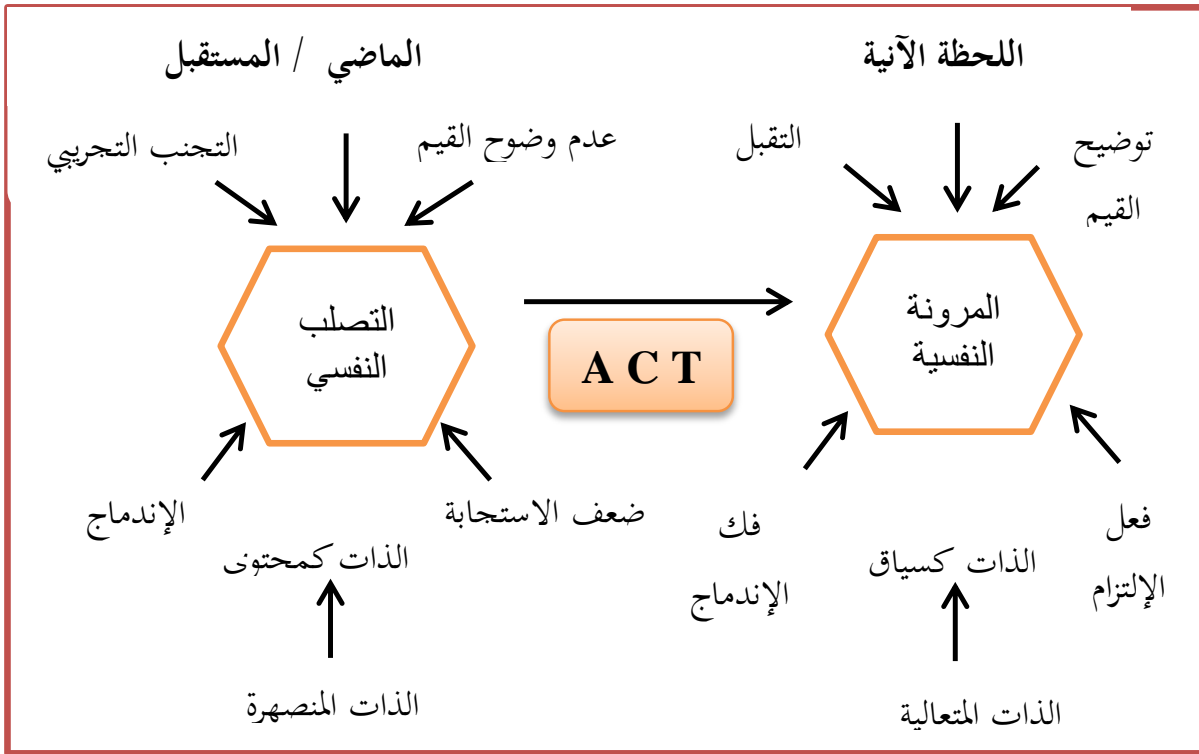 اللحظة الآنية
الماضي / المستقبل
توضيح
القيم
التقبل
عدم وضوح القيم
التجنب التجريبي
المرونة
النفسية
A C T
التصلب
النفسي
فعل
الإلتزام
الذات كسياق
فك
الإندماج
ضعف الاستجابة
الذات كمحتوى
الإندماج
الذات المتعالية
الذات المنصهرة